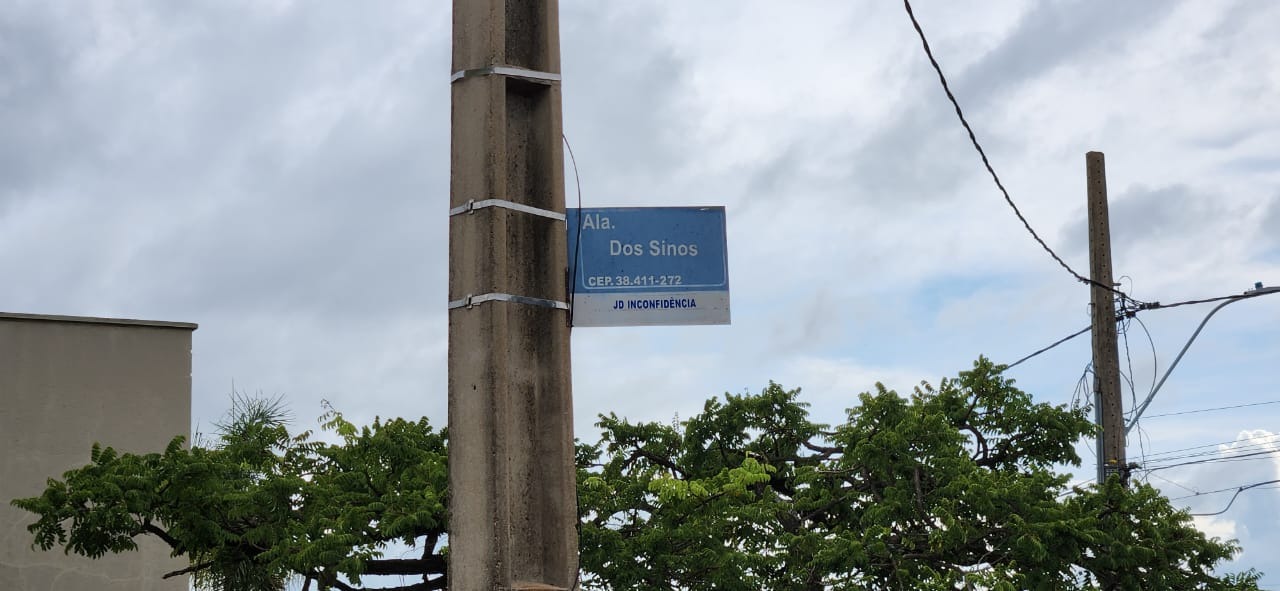 Ala.
Dos Sinos
CEP. 38.411-272
JD INCONFIDÊNCIA